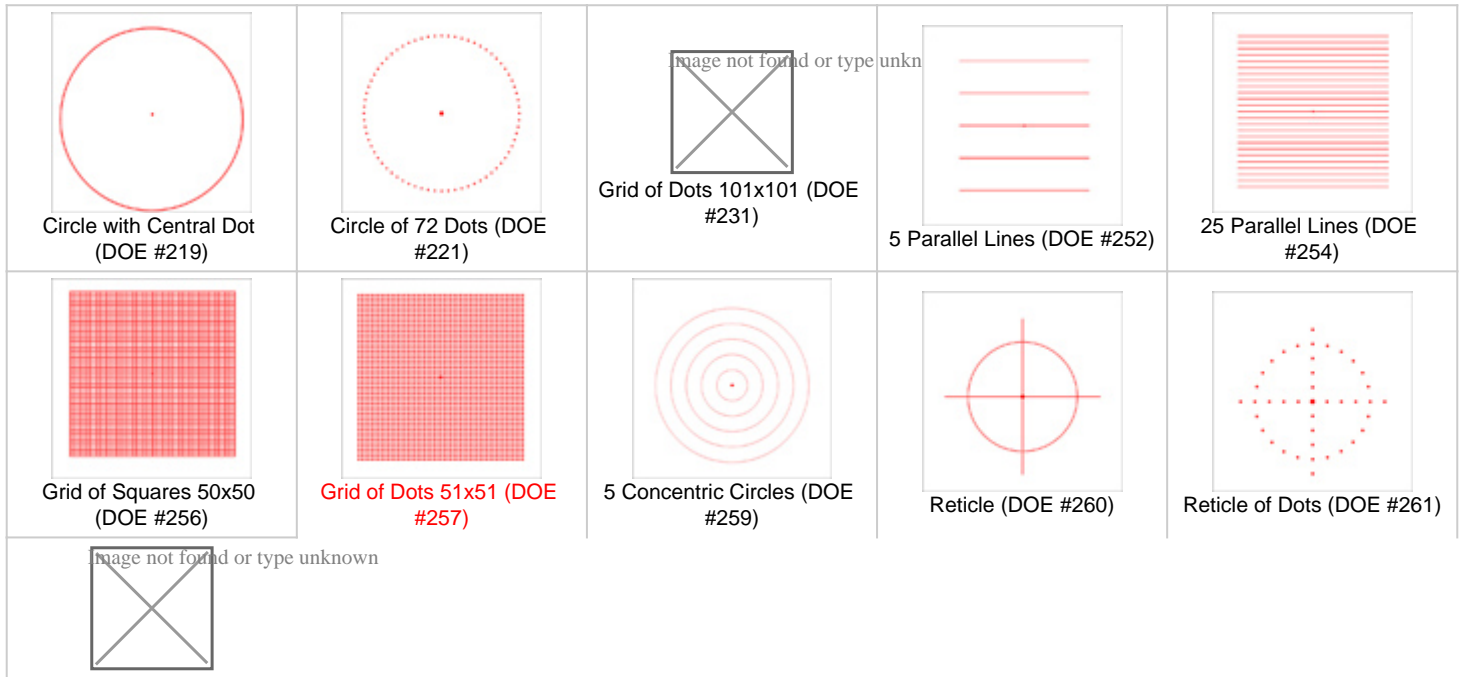 Circle with Central Dot
(DOE #219)
Circle of 72 Dots (DOE
#221)
Image not found or type unkn
Grid of Dots 101x101 (DOE
#231)
5 Parallel Lines (DOE #252)
25 Parallel Lines (DOE
#254)
Grid of Squares 50x50
(DOE #256)
Grid of Dots 51x51 (DOE
#257)
5 Concentric Circles (DOE
#259)
Reticle (DOE #260)
Reticle of Dots (DOE #261)
Image not found or type unknown